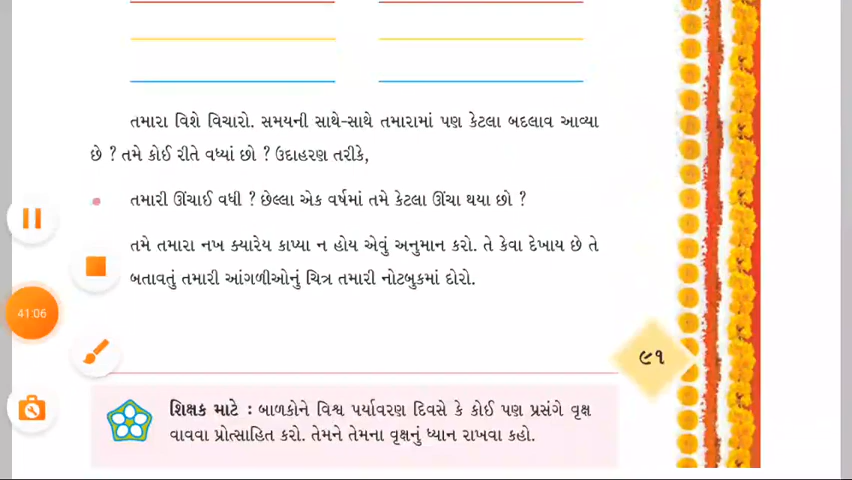 તમારા વિશે વિચારો. સમયની સાથે-સાથે તમારામાં પણ કેટલા બદલાવ આવ્યા
છે ? તમે કોઈ રીતે વધ્યાં છો ? ઉદાહરણ તરીકે,
તમારી ઊંચાઈ વધી ? છેલ્લા એક વર્ષમાં તમે કેટલા ઊંચા થયા છો ?
તમે તમારા નખ ક્યારેય કાપ્યા ન હોય એવું અનુમાન કરો. તે કેવા દેખાય છે તે
બતાવતું તમારી આંગળીઓનું ચિત્ર તમારી નોટબુકમાં દોરો.
41:06
૯૧
શિક્ષક માટે : બાળકોને વિશ્વ પર્યાવરણ દિવસે કે કોઈ પણ પ્રસંગે વૃક્ષ
વાવવા પ્રોત્સાહિત કરો. તેમને તેમના વૃક્ષનું ધ્યાન રાખવા કહો.